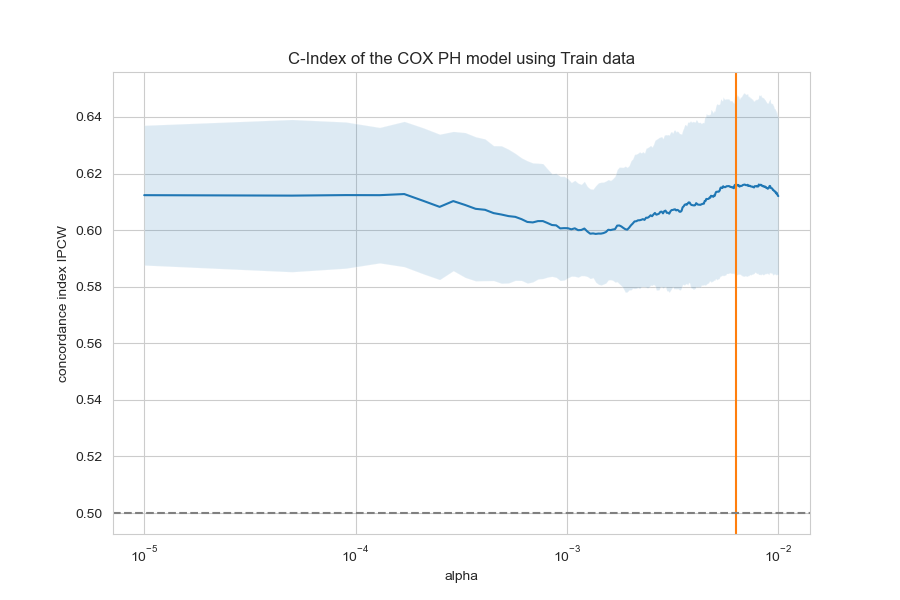 C-Index of the COX PH model using Train data
concordance index IPCW
0.64
0.62
0.60
0.58
0.56
0.54
0.52
0.50
10⁻⁵ 10⁻⁴ 10⁻³ 10⁻²
alpha